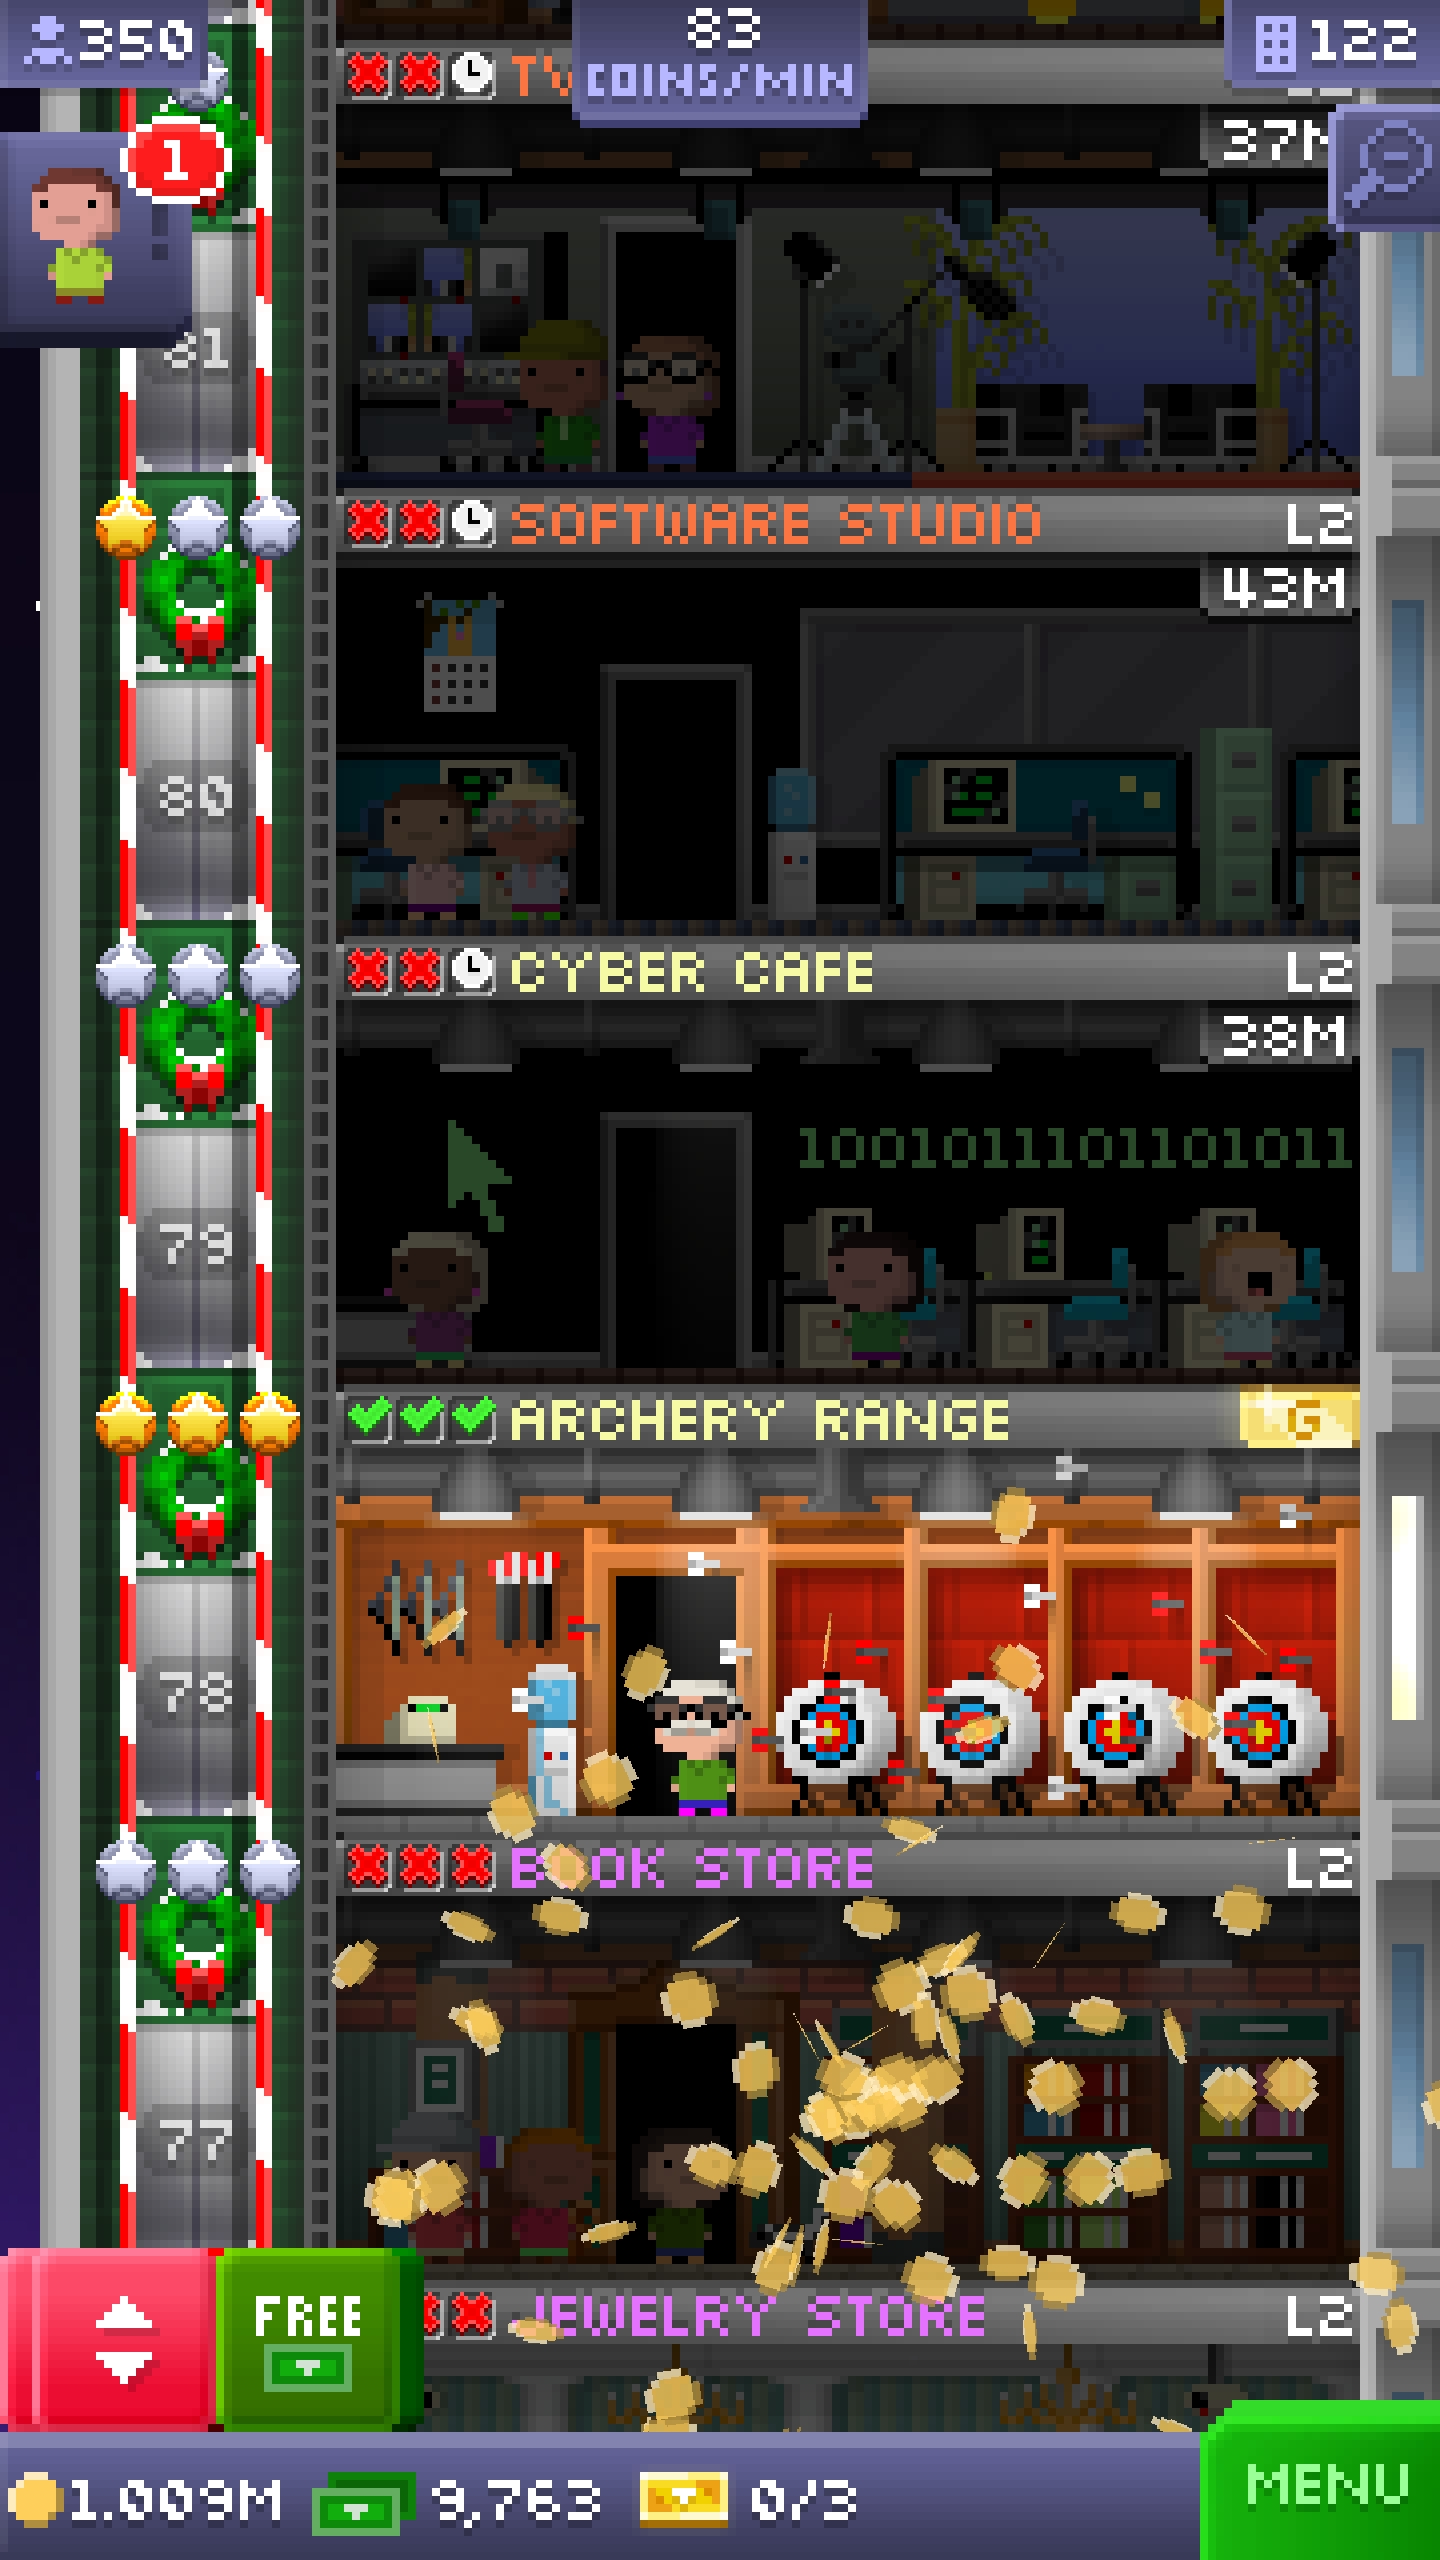 350
83
COINS/MIN
122
1
TV
37M
81
SOFTWARE STUDIO
L2
43M
80
CYBER CAFE
L2
38M
1001011101101011
79
ARCHERY RANGE
G
78
BOOK STORE
L2
77
JEWELRY STORE
L2
FREE
1.009M
9,763
0/3
MENU